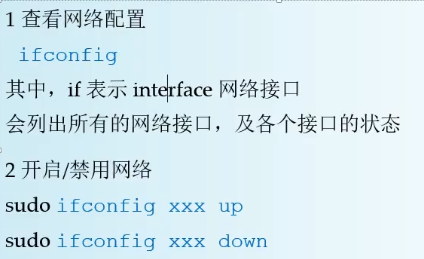 1 查看网络配置
ifconfig
其中，if 表示 interface 网络接口
会列出所有的网络接口，及各个接口的状态
2 开启/禁用网络
sudo ifconfig xxx up
sudo ifconfig xxx down